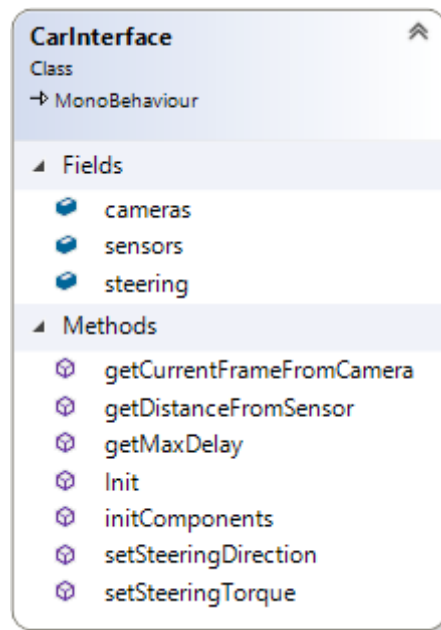 CarInterface
Class
MonoBehaviour
Fields
cameras
sensors
steering
Methods
getCurrentFrameFromCamera
getDistanceFromSensor
getMaxDelay
Init
initComponents
setSteeringDirection
setSteeringTorque